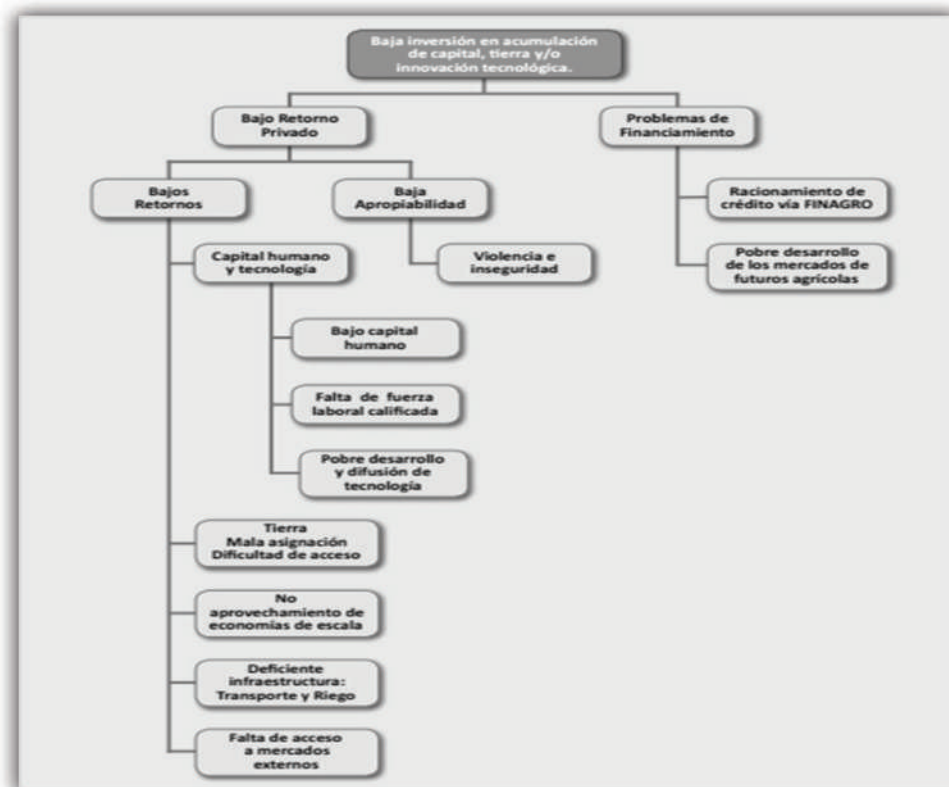 Baja inversión en acumulación
de capital, tierra y/o
innovación tecnológica.
Bajo Retorno
Privado
Problemas de
Financiamiento
Bajos
Retornos
Baja
Apropiabilidad
Racionamiento de
crédito vía FINAGRO
Capital humano
y tecnología
Violencia e
inseguridad
Pobre desarrollo
de los mercados de
futuros agrícolas
Bajo capital
humano
Falta de fuerza
laboral calificada
Pobre desarrollo
y difusión de
tecnología
Tierra
Mala asignación
Dificultad de acceso
No
aprovechamiento de
economías de escala
Deficiente
infraestructura:
Transporte y Riego
Falta de acceso
a mercados
externos